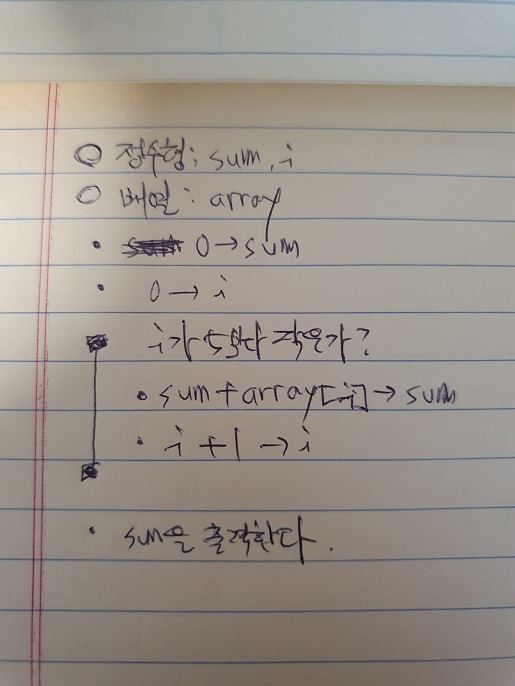 ○ 정수형: sum, i
○ 배열: array
• 0→sum
• 0→i
■ i가 5보다 작은가?
• sum+array[i]→sum
• i+1→i
■
• sum을 출력한다.